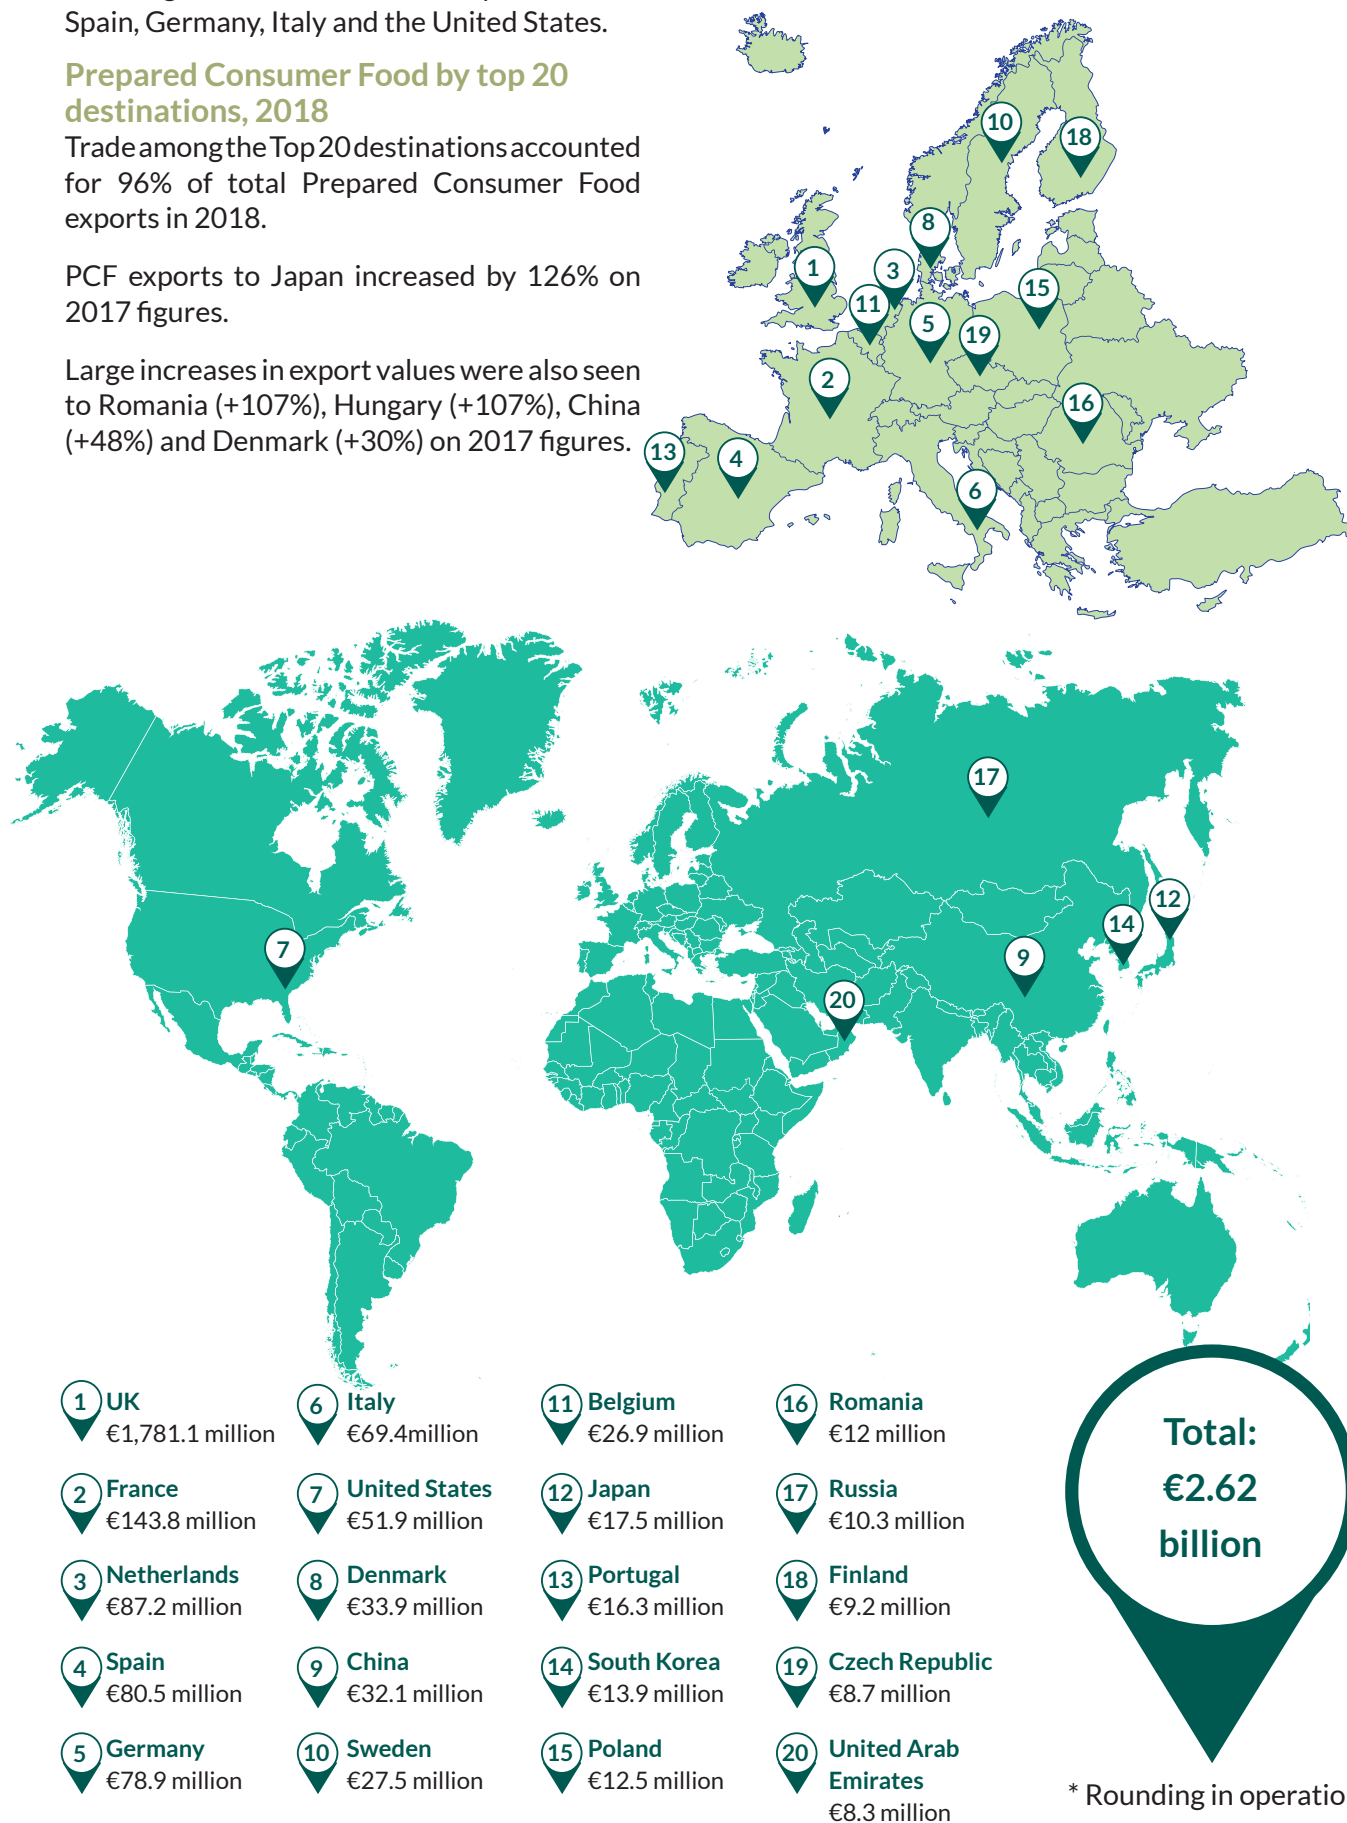 Spain, Germany, Italy and the United States.
Prepared Consumer Food by top 20
destinations, 2018
Trade among the Top 20 destinations accounted
for 96% of total Prepared Consumer Food
exports in 2018.
PCF exports to Japan increased by 126% on
2017 figures.
Large increases in export values were also seen
to Romania (+107%), Hungary (+107%), China
(+48%) and Denmark (+30%) on 2017 figures.
10
18
8
1
3
15
11
5
19
2
16
13
4
6
17
12
14
7
9
20
1 UK
€1,781.1 million
2 France
€143.8 million
3 Netherlands
€87.2 million
4 Spain
€80.5 million
5 Germany
€78.9 million
6 Italy
€69.4million
7 United States
€51.9 million
8 Denmark
€33.9 million
9 China
€32.1 million
10 Sweden
€27.5 million
11 Belgium
€26.9 million
12 Japan
€17.5 million
13 Portugal
€16.3 million
14 South Korea
€13.9 million
15 Poland
€12.5 million
16 Romania
€12 million
17 Russia
€10.3 million
18 Finland
€9.2 million
19 Czech Republic
€8.7 million
20 United Arab
Emirates
€8.3 million
Total:
€2.62
billion
* Rounding in operatio